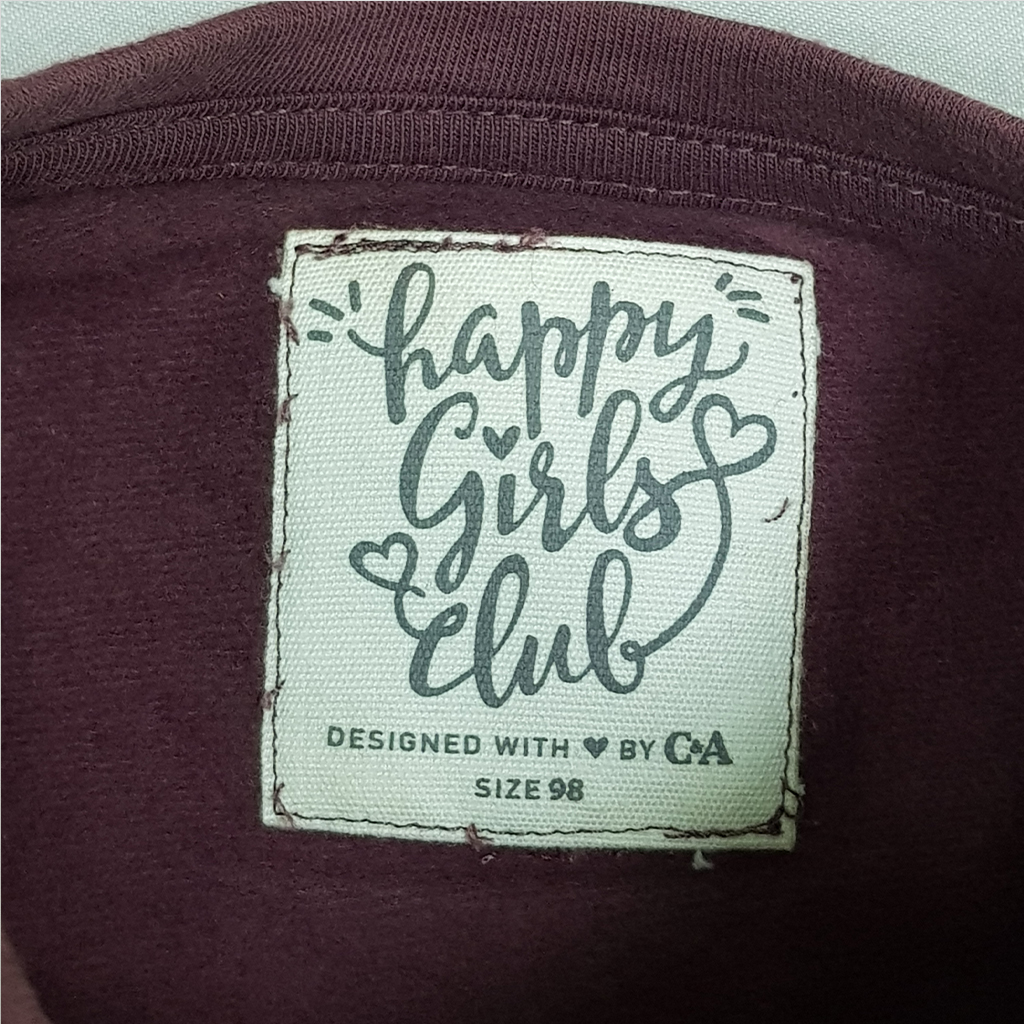 happy
Girls
Club
DESIGNED WITH ♥ BY C&A
SIZE 98